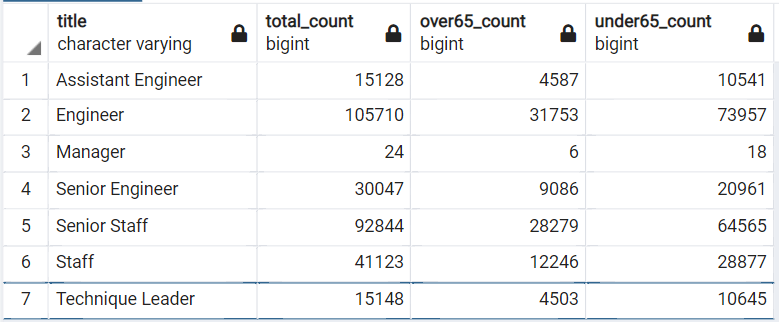 title total_count over65_count under65_count
character varying bigint bigint bigint
1 Assistant Engineer 15128 4587 10541
2 Engineer 105710 31753 73957
3 Manager 24 6 18
4 Senior Engineer 30047 9086 20961
5 Senior Staff 92844 28279 64565
6 Staff 41123 12246 28877
7 Technique Leader 15148 4503 10645